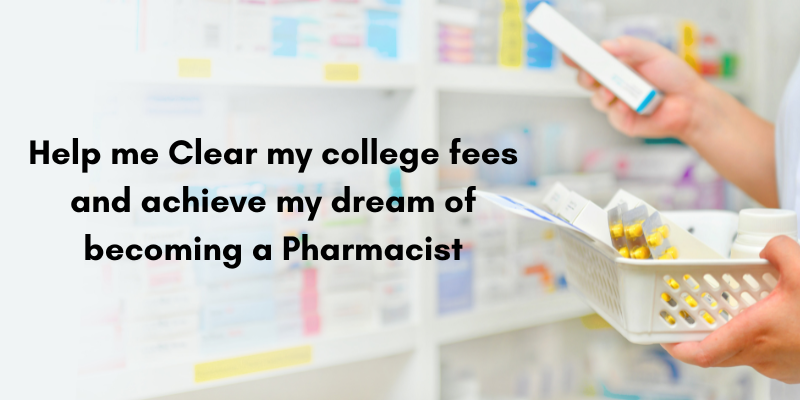 Help me Clear my college fees
and achieve my dream of
becoming a Pharmacist